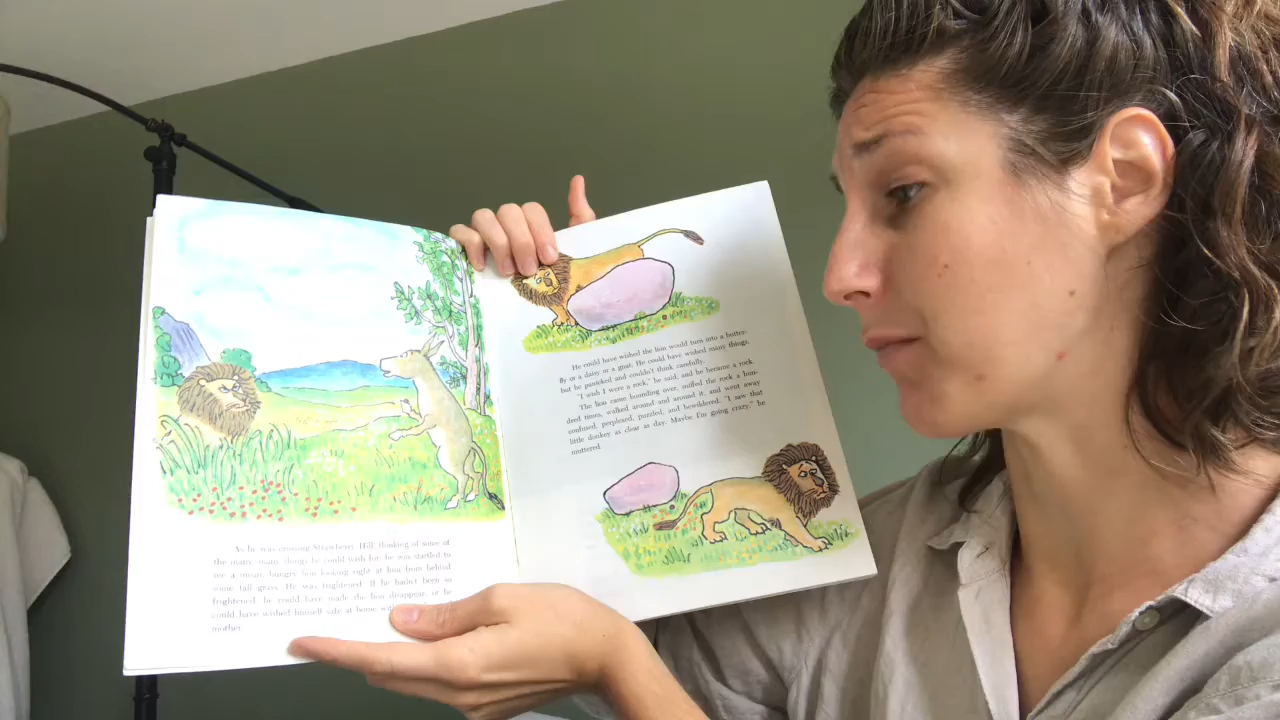 As he was crossing Strawberry Hill, thinking of some of
the many, many things he could wish for, he was startled to
see a mean, hungry lion looking right at him from behind
some tall grass. He was frightened. If he hadn't been so
frightened, he could have made the lion disappear, or he
could have wished himself safe at home
mother.
He could have wished the lion would turn into a butter-
fly or a daisy or a gnat. He could have wished many things,
but he panicked and couldn't think carefully.
"I wish I were a rock," he said, and he became a rock.
The lion came bounding over, sniffed the rock a hun-
dred times, walked around and around it, and went away
confused, perplexed, puzzled, and bewildered. "I saw that
little donkey as clear as day. Maybe I'm going crazy," he
muttered.